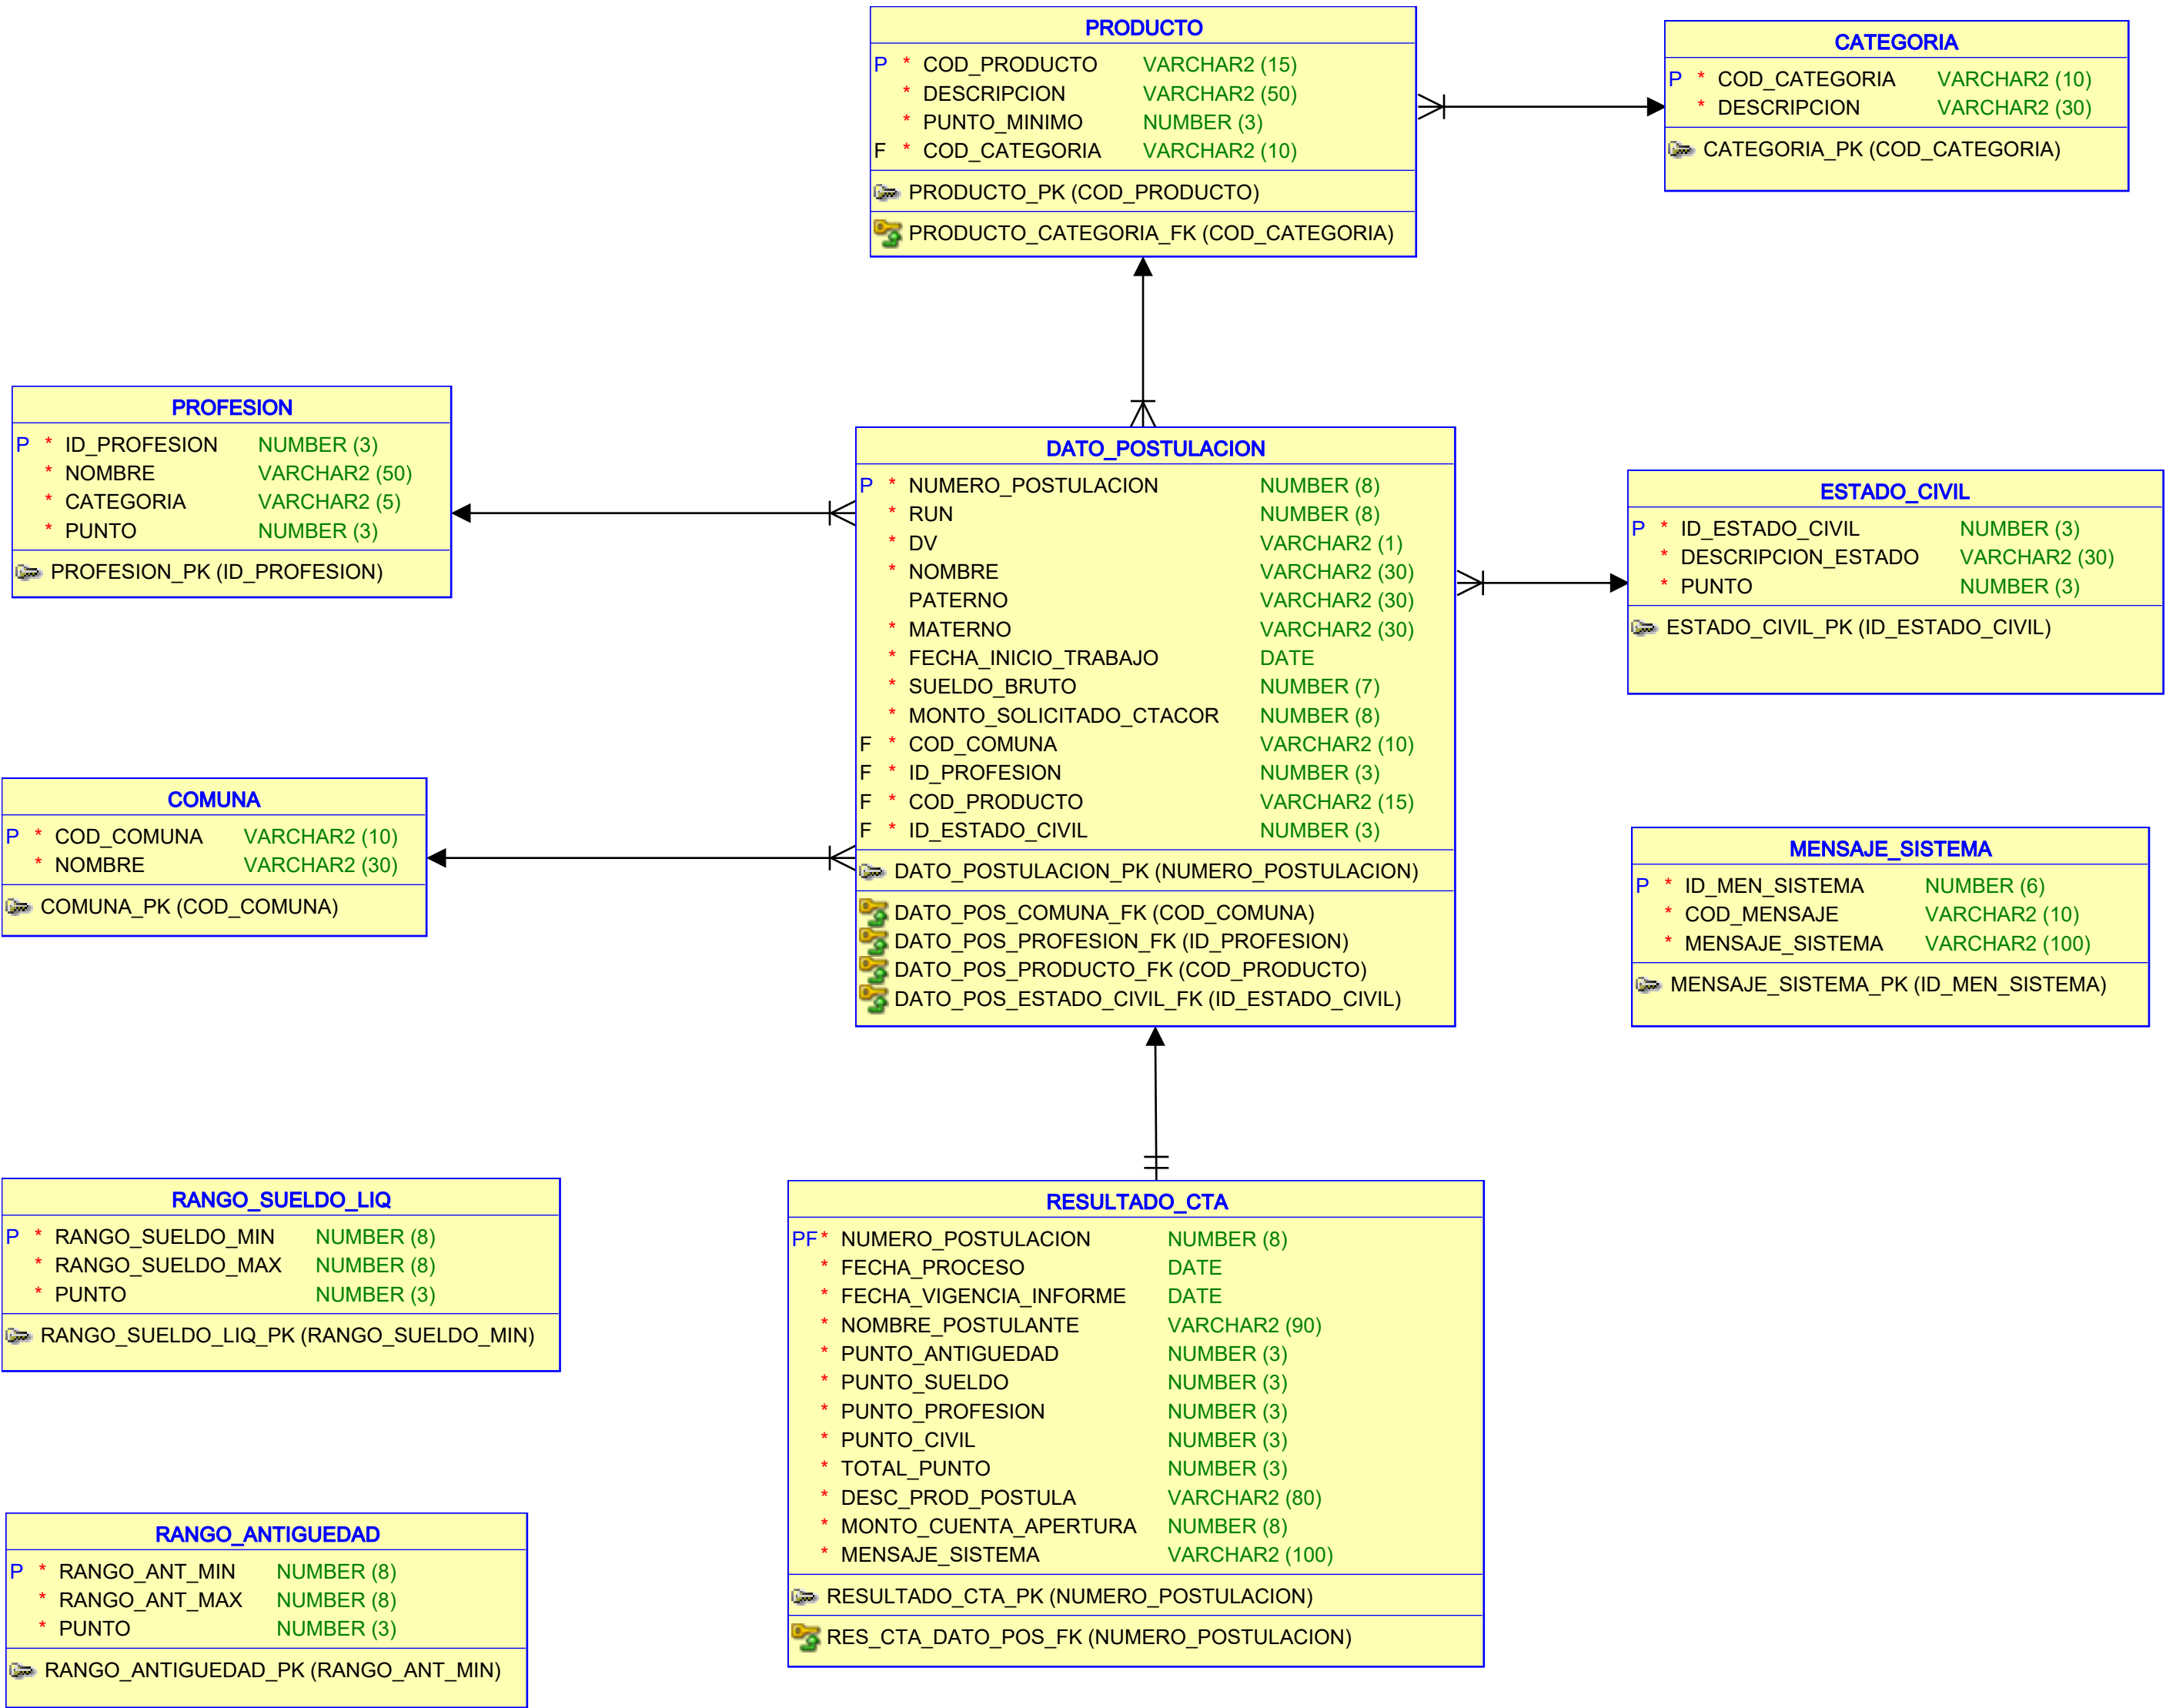 PRODUCTO
P * COD_PRODUCTO VARCHAR2 (15)
* DESCRIPCION VARCHAR2 (50)
* PUNTO_MINIMO NUMBER (3)
F * COD_CATEGORIA VARCHAR2 (10)
PRODUCTO_PK (COD_PRODUCTO)
PRODUCTO_CATEGORIA_FK (COD_CATEGORIA)
CATEGORIA
P * COD_CATEGORIA VARCHAR2 (10)
* DESCRIPCION VARCHAR2 (30)
CATEGORIA_PK (COD_CATEGORIA)
PROFESION
P * ID_PROFESION NUMBER (3)
* NOMBRE VARCHAR2 (50)
* CATEGORIA VARCHAR2 (5)
* PUNTO NUMBER (3)
PROFESION_PK (ID_PROFESION)
DATO_POSTULACION
P * NUMERO_POSTULACION NUMBER (8)
* RUN NUMBER (8)
* DV VARCHAR2 (1)
* NOMBRE VARCHAR2 (30)
PATERNO VARCHAR2 (30)
* MATERNO VARCHAR2 (30)
* FECHA_INICIO_TRABAJO DATE
* SUELDO_BRUTO NUMBER (7)
* MONTO_SOLICITADO_CTACOR NUMBER (8)
F * COD_COMUNA VARCHAR2 (10)
F * ID_PROFESION NUMBER (3)
F * COD_PRODUCTO VARCHAR2 (15)
F * ID_ESTADO_CIVIL NUMBER (3)
DATO_POSTULACION_PK (NUMERO_POSTULACION)
DATO_POS_COMUNA_FK (COD_COMUNA)
DATO_POS_PROFESION_FK (ID_PROFESION)
DATO_POS_PRODUCTO_FK (COD_PRODUCTO)
DATO_POS_ESTADO_CIVIL_FK (ID_ESTADO_CIVIL)
ESTADO_CIVIL
P * ID_ESTADO_CIVIL NUMBER (3)
* DESCRIPCION_ESTADO VARCHAR2 (30)
* PUNTO NUMBER (3)
ESTADO_CIVIL_PK (ID_ESTADO_CIVIL)
COMUNA
P * COD_COMUNA VARCHAR2 (10)
* NOMBRE VARCHAR2 (30)
COMUNA_PK (COD_COMUNA)
MENSAJE_SISTEMA
P * ID_MEN_SISTEMA NUMBER (6)
* COD_MENSAJE VARCHAR2 (10)
* MENSAJE_SISTEMA VARCHAR2 (100)
MENSAJE_SISTEMA_PK (ID_MEN_SISTEMA)
RANGO_SUELDO_LIQ
P * RANGO_SUELDO_MIN NUMBER (8)
* RANGO_SUELDO_MAX NUMBER (8)
* PUNTO NUMBER (3)
RANGO_SUELDO_LIQ_PK (RANGO_SUELDO_MIN)
RESULTADO_CTA
PF * NUMERO_POSTULACION NUMBER (8)
* FECHA_PROCESO DATE
* FECHA_VIGENCIA_INFORME DATE
* NOMBRE_POSTULANTE VARCHAR2 (90)
* PUNTO_ANTIGUEDAD NUMBER (3)
* PUNTO_SUELDO NUMBER (3)
* PUNTO_PROFESION NUMBER (3)
* PUNTO_CIVIL NUMBER (3)
* TOTAL_PUNTO NUMBER (3)
* DESC_PROD_POSTULA VARCHAR2 (80)
* MONTO_CUENTA_APERTURA NUMBER (8)
* MENSAJE_SISTEMA VARCHAR2 (100)
RESULTADO_CTA_PK (NUMERO_POSTULACION)
RES_CTA_DATO_POS_FK (NUMERO_POSTULACION)
RANGO_ANTIGUEDAD
P * RANGO_ANT_MIN NUMBER (8)
* RANGO_ANT_MAX NUMBER (8)
* PUNTO NUMBER (3)
RANGO_ANTIGUEDAD_PK (RANGO_ANT_MIN)